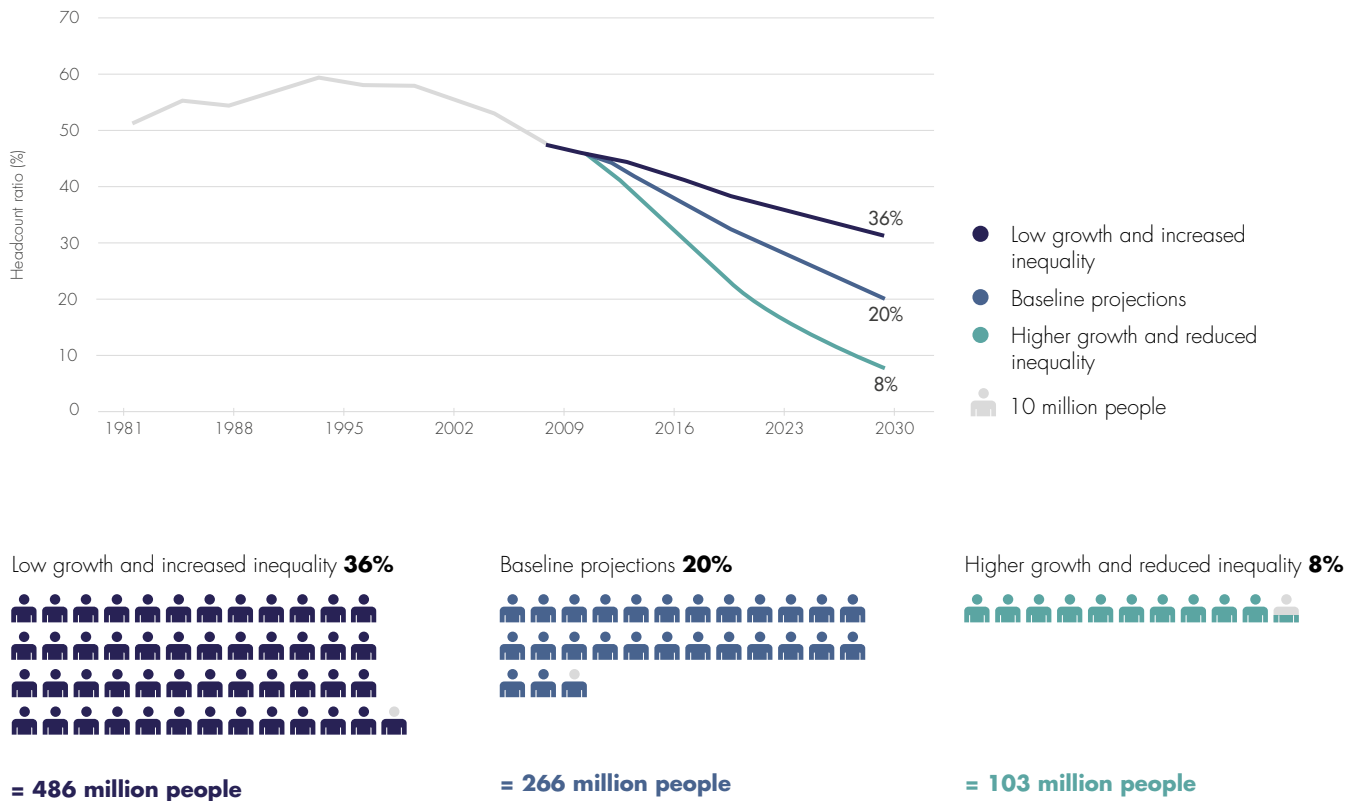 70
60
50
40
30
20
10
0
Headcount ratio (%)
1981 1988 1995 2002 2009 2016 2023 2030
36%
20%
8%
Low growth and increased
inequality
Baseline projections
Higher growth and reduced
inequality
10 million people
Low growth and increased inequality 36%
= 486 million people
Baseline projections 20%
= 266 million people
Higher growth and reduced inequality 8%
= 103 million people